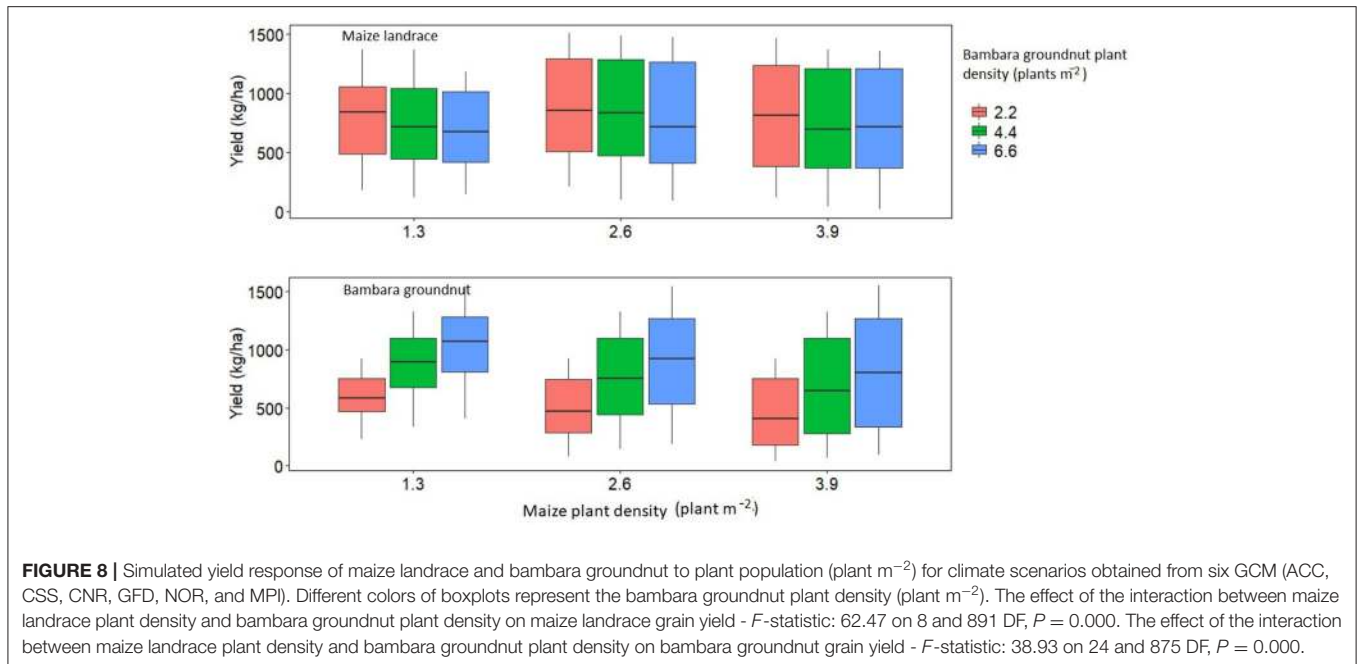 Maize landrace
Yield (kg/ha)
1500
1000
500
0
1.3
2.6
3.9
Bambara groundnut plant
density (plants m⁻²)
2.2
4.4
6.6
Bambara groundnut
Yield (kg/ha)
1500
1000
500
0
1.3
2.6
3.9
Maize plant density (plant m⁻²)
FIGURE 8 | Simulated yield response of maize landrace and bambara groundnut to plant population (plant m⁻²) for climate scenarios obtained from six GCM (ACC,
CSS, CNR, GFD, NOR, and MPI). Different colors of boxplots represent the bambara groundnut plant density (plant m⁻²). The effect of the interaction between maize
landrace plant density and bambara groundnut plant density on maize landrace grain yield - F-statistic: 62.47 on 8 and 891 DF, P = 0.000. The effect of the interaction
between maize landrace plant density and bambara groundnut plant density on bambara groundnut grain yield - F-statistic: 38.93 on 24 and 875 DF, P = 0.000.